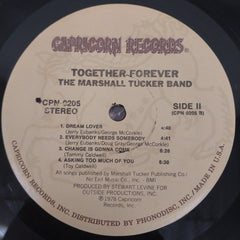 CAPRICORN RECORDS
TOGETHER FOREVER
THE MARSHALL TUCKER BAND
CPN-0205
STEREO
SIDE II
(CPN 0205 B)
1 - DREAM LOVER 4:48
(Jerry Eubanks/George McCorkle)
2 - EVERYBODY NEEDS SOMEBODY
(Jerry Eubanks/Doug Gray/George McCorkle)
3 - CHANGE IS GONNA COME
(Tommy Caldwell)
4 - ASKING TOO MUCH OF YOU 6:30
(Toy Caldwell)
All songs published by Marshall Tucker Publishing Co./
No Exit Music Co., Inc. - BMI
PRODUCED BY STEWART LEVINE FOR
OUTSIDE PRODUCTIONS, INC.
℗ 1978 Capricorn
Records, Inc.
CAPRICORN RECORDS, INC. DISTRIBUTED BY PHONODISC, INC. MADE IN U.S.A.